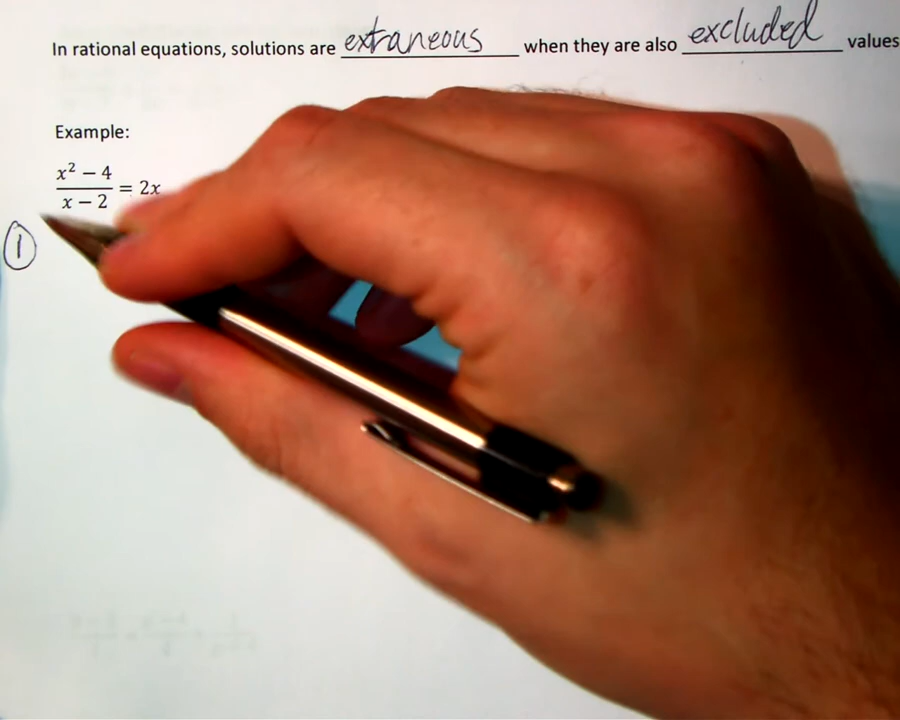 In rational equations, solutions are extraneous when they are also excluded values
Example:
x² − 4
x − 2
= 2x
1